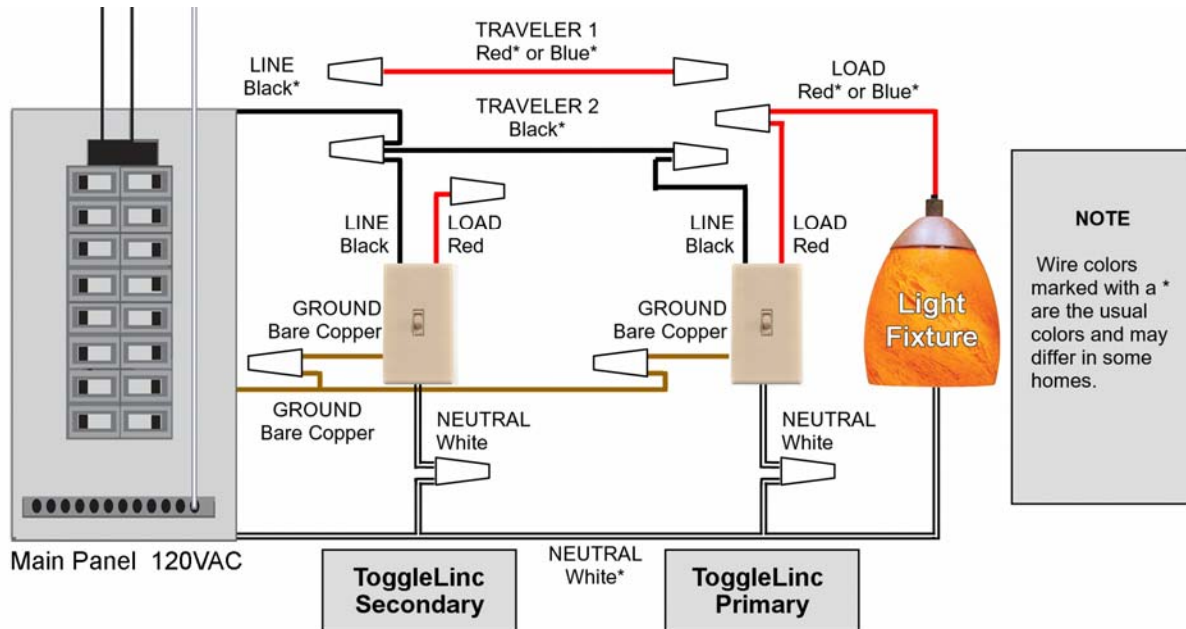 TRAVELER 1
Red* or Blue*
LINE
Black*
LOAD
Red* or Blue*
TRAVELER 2
Black*
LINE
Black
LOAD
Red
LINE
Black
LOAD
Red
NOTE
Wire colors
marked with a *
are the usual
colors and may
differ in some
homes.
GROUND
Bare Copper
GROUND
Bare Copper
Light
Fixture
GROUND
Bare Copper
NEUTRAL
White
NEUTRAL
White
Main Panel 120VAC
NEUTRAL
White*
ToggleLinc
Secondary
ToggleLinc
Primary